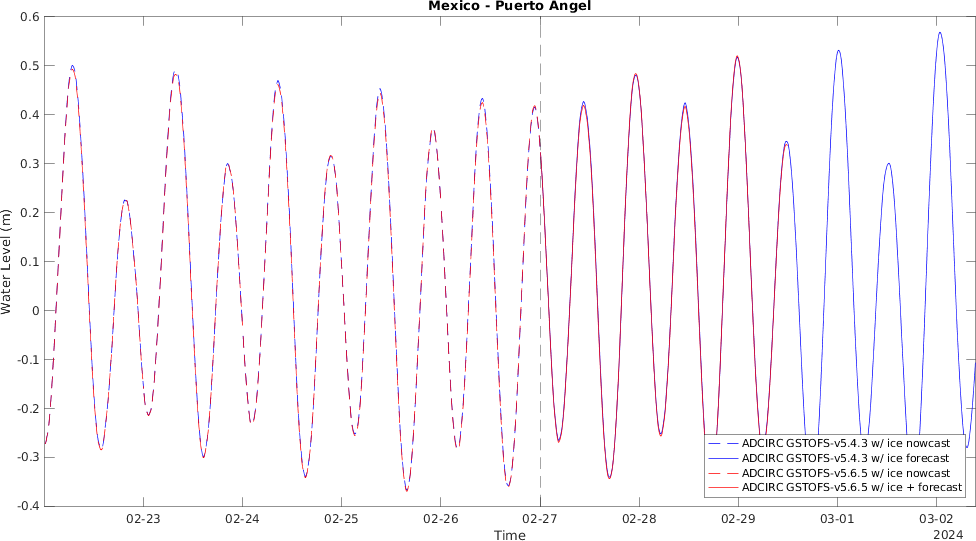 Mexico - Puerto Angel
0.6
0.5
0.4
0.3
0.2
0.1
0
-0.1
-0.2
-0.3
-0.4
Water Level (m)
ADCIRC GSTOFS-v5.4.3 w/ ice nowcast
ADCIRC GSTOFS-v5.4.3 w/ ice forecast
ADCIRC GSTOFS-v5.6.5 w/ ice nowcast
ADCIRC GSTOFS-v5.6.5 w/ ice + forecast
02-23 02-24 02-25 02-26 02-27 02-28 02-29 03-01 03-02
Time
2024